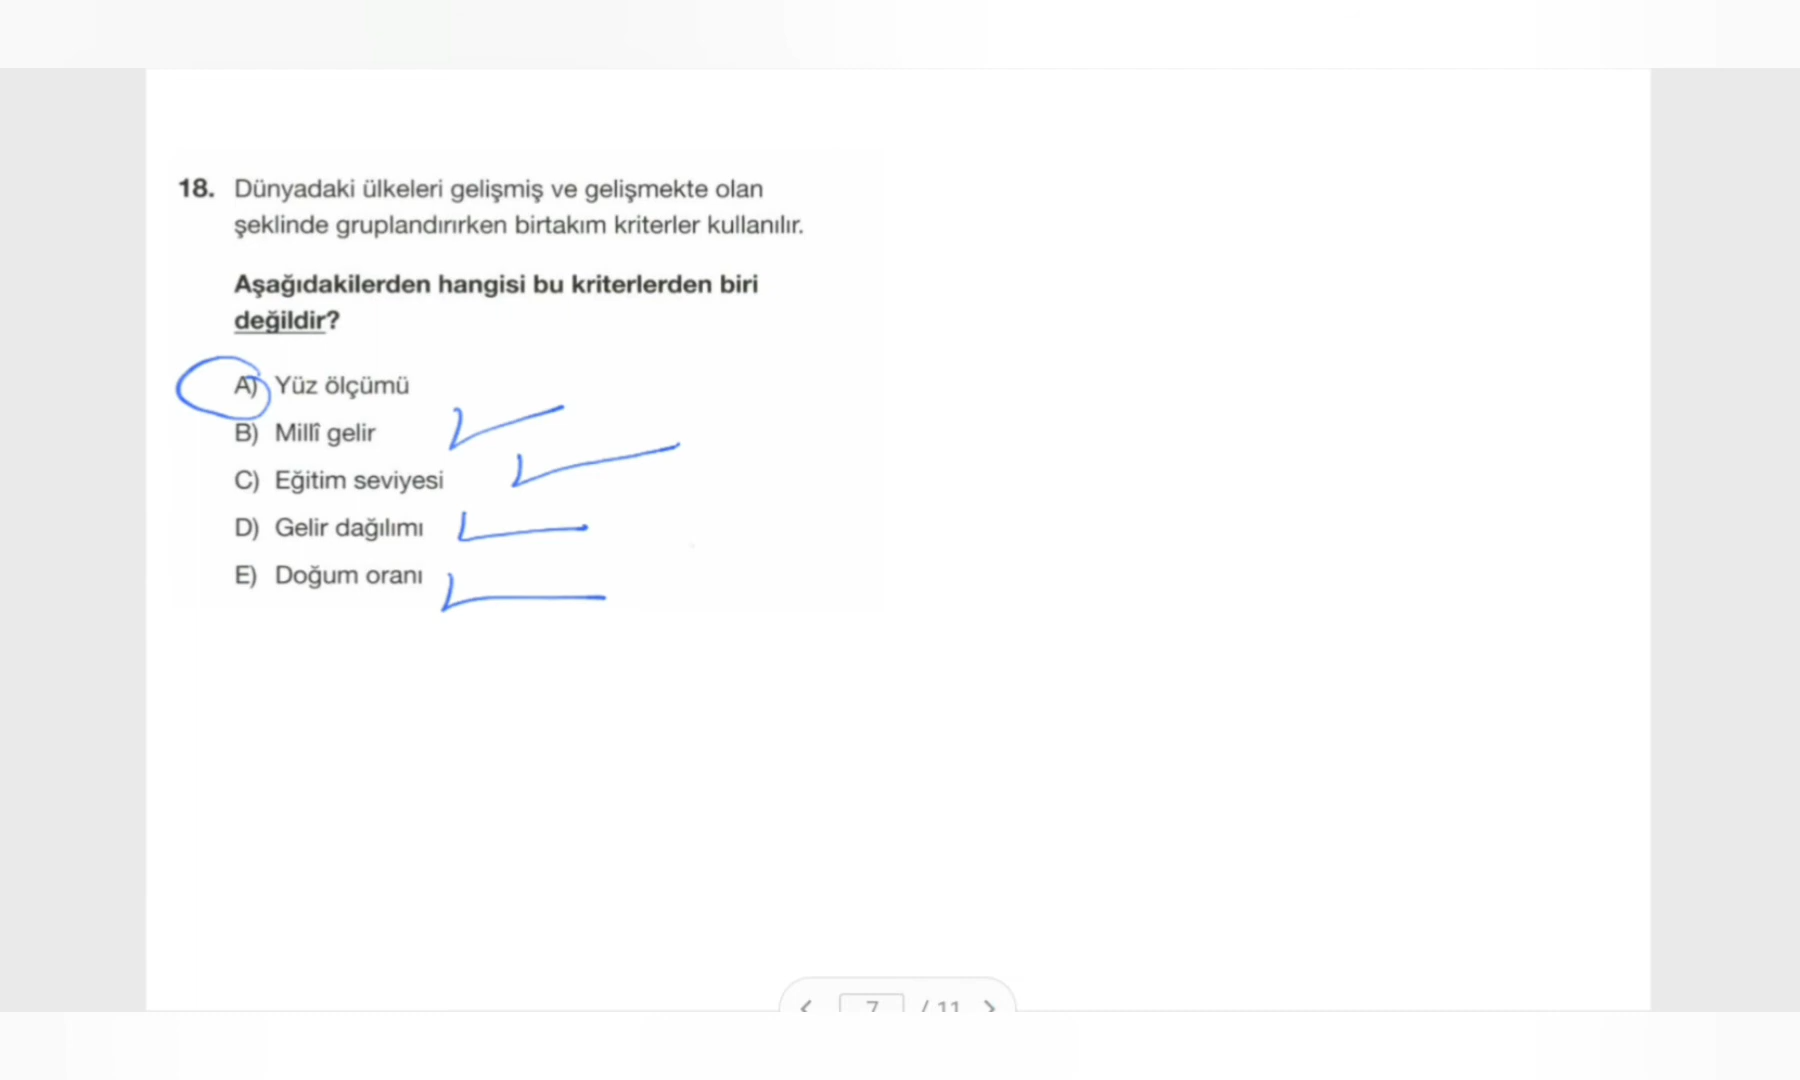 18. Dünyadaki ülkeleri gelişmiş ve gelişmekte olan
şeklinde gruplandırırken birtakım kriterler kullanılır.
Aşağıdakilerden hangisi bu kriterlerden biri
değildir?
A) Yüz ölçümü
B) Millî gelir
C) Eğitim seviyesi
D) Gelir dağılımı
E) Doğum oranı
7 / 11